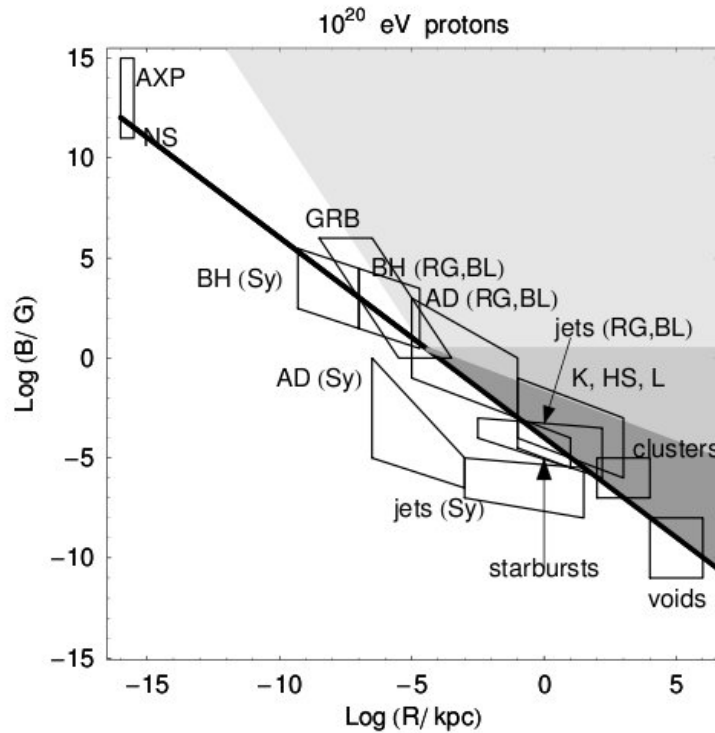 10^20 eV protons
15
AXP
NS
10
GRB
5
BH (RG,BL)
BH (Sy)
AD (RG,BL)
jets (RG,BL)
0
AD (Sy)
K, HS, L
clusters
−5
jets (Sy)
starbursts
−10
voids
−15
−15 −10 −5 0 5
Log (R/ kpc)
Log (B/ G)